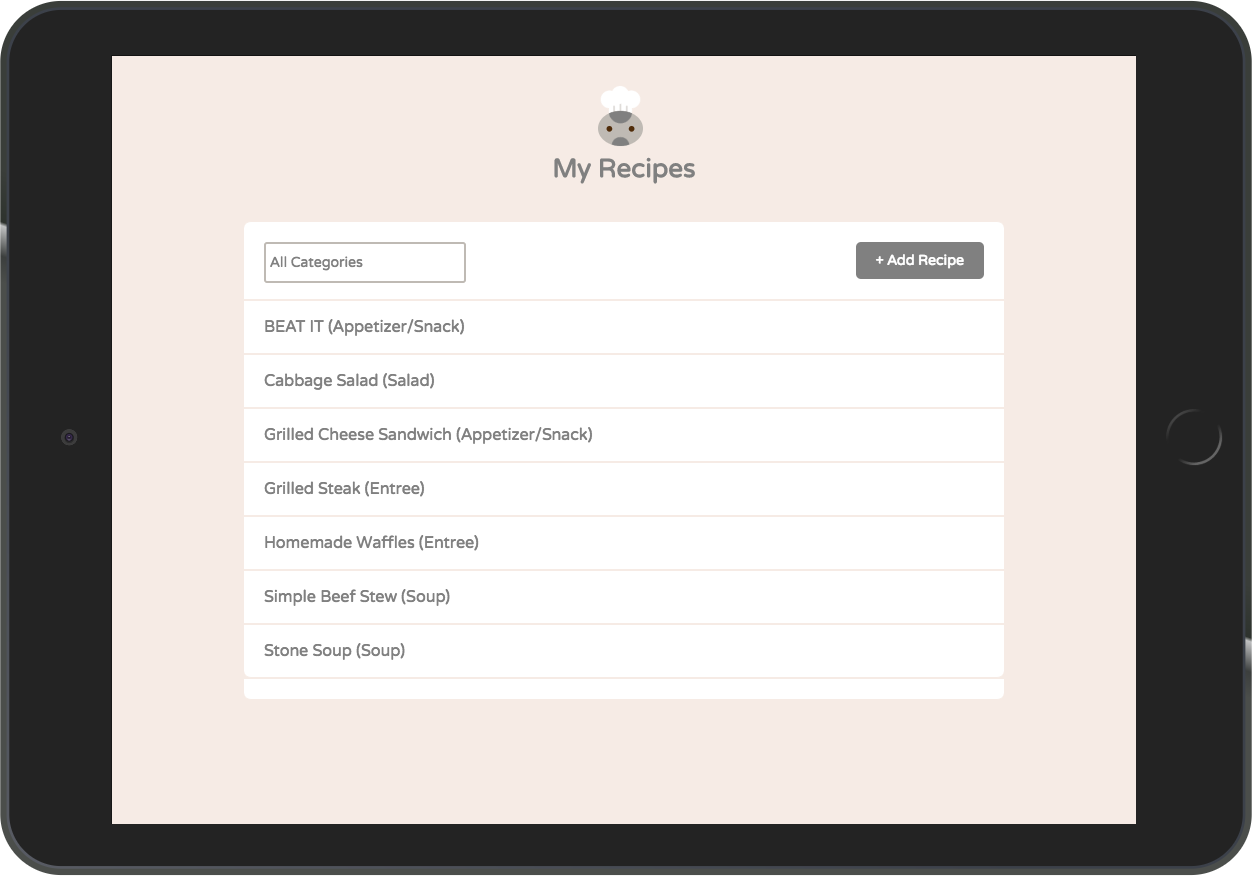 My Recipes
All Categories
+ Add Recipe
BEAT IT (Appetizer/Snack)
Cabbage Salad (Salad)
Grilled Cheese Sandwich (Appetizer/Snack)
Grilled Steak (Entree)
Homemade Waffles (Entree)
Simple Beef Stew (Soup)
Stone Soup (Soup)